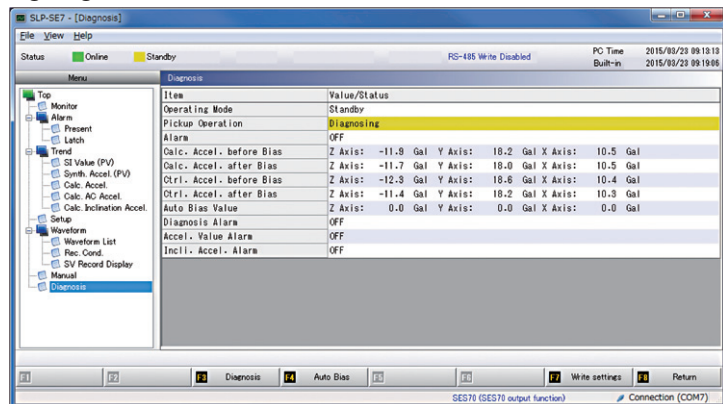 SLP-SE7 - [Diagnosis]
File View Help
Status Online Standby RS-485 Write Disabled PC Time 2015/03/23 09:13:13
Built-in 2015/03/23 09:19:06
Menu Diagnosis
Top
Monitor
Alarm
Present
Latch
Trend
SI Value (PV)
Synth. Accel. (PV)
Calc. Accel.
Calc. AC Accel.
Calc. Inclination Accel.
Setup
Waveform
Waveform List
Rec. Cond.
SV Record Display
Manual
Diagnosis
Item Value/Status
Operating Mode Standby
Pickup Operation Diagnosing
Alarm OFF
Calc. Accel. before Bias Z Axis: -11.9 Gal Y Axis: 18.2 Gal X Axis: 10.5 Gal
Calc. Accel. after Bias Z Axis: -11.7 Gal Y Axis: 18.0 Gal X Axis: 10.5 Gal
Ctrl. Accel. before Bias Z Axis: -12.3 Gal Y Axis: 18.6 Gal X Axis: 10.4 Gal
Ctrl. Accel. after Bias Z Axis: -11.4 Gal Y Axis: 18.2 Gal X Axis: 10.3 Gal
Auto Bias Value Z Axis: 0.0 Gal Y Axis: 0.0 Gal X Axis: 0.0 Gal
Diagnosis Alarm OFF
Accel. Value Alarm OFF
Incli. Accel. Alarm OFF
F1 F2 F3 Diagnosis F4 Auto Bias F5 F6 F7 Write settings F8 Return
SES70 (SES70 output function) Connection (COM7)